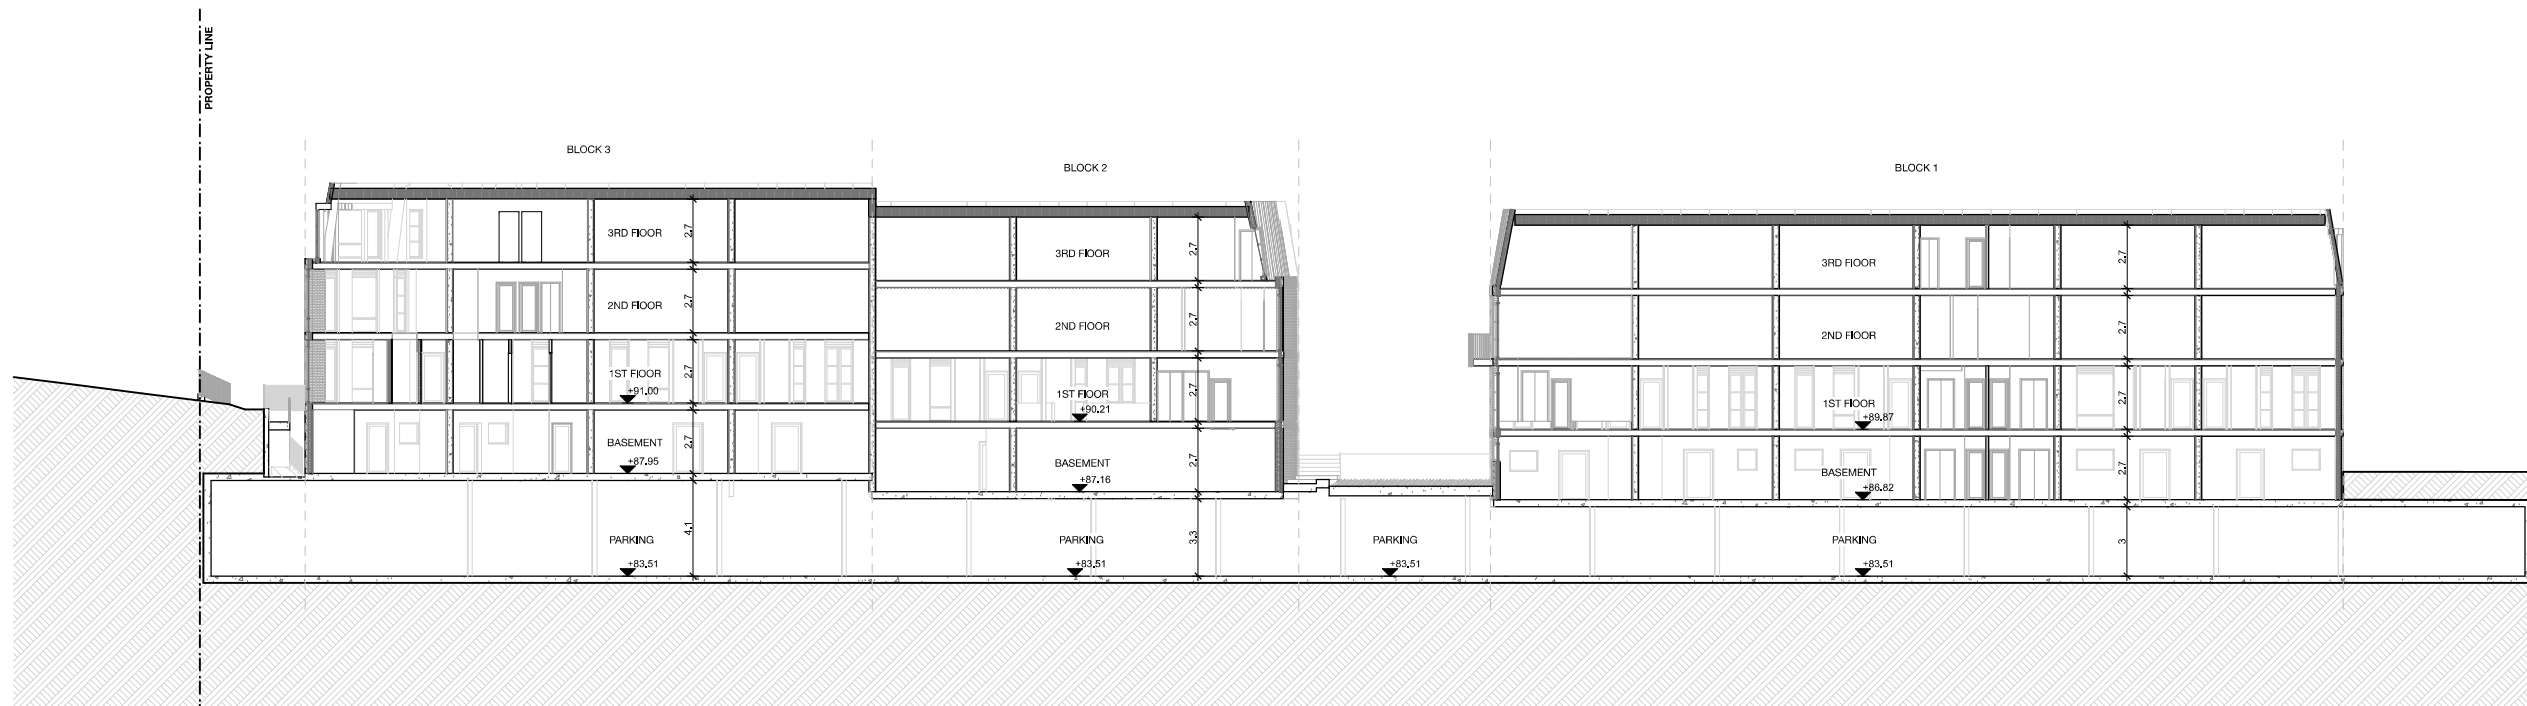 PROPERTY LINE
BLOCK 3
BLOCK 2
BLOCK 1
3RD FLOOR
2.7
2ND FLOOR
2.7
1ST FLOOR
+91.00
2.7
BASEMENT
+87.95
2.7
PARKING
+83.51
4.1
3RD FLOOR
2.7
2ND FLOOR
2.7
1ST FLOOR
+90.21
2.7
BASEMENT
+87.16
2.7
PARKING
+83.51
3.3
PARKING
+83.51
3RD FLOOR
2.7
2ND FLOOR
2.7
1ST FLOOR
+89.87
2.7
BASEMENT
+86.82
2.7
PARKING
+83.51
3